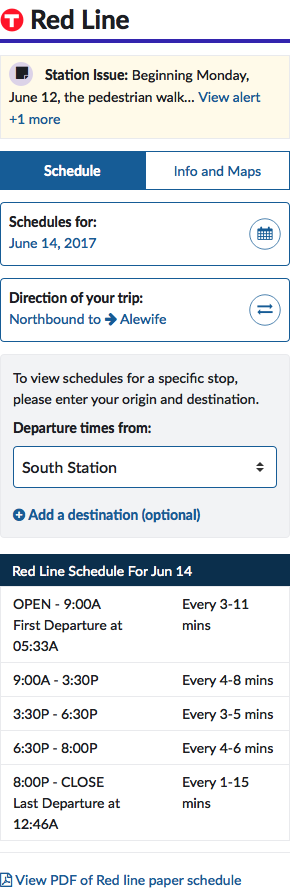 T Red Line
Station Issue: Beginning Monday,
June 12, the pedestrian walk... View alert
+1 more
Schedule Info and Maps
Schedules for:
June 14, 2017
Direction of your trip:
Northbound to → Alewife
To view schedules for a specific stop,
please enter your origin and destination.
Departure times from:
South Station
Add a destination (optional)
Red Line Schedule For Jun 14
OPEN - 9:00A Every 3-11
First Departure at mins
05:33A
9:00A - 3:30P Every 4-8 mins
3:30P - 6:30P Every 3-5 mins
6:30P - 8:00P Every 4-6 mins
8:00P - CLOSE Every 1-15
Last Departure at mins
12:46A
View PDF of Red line paper schedule